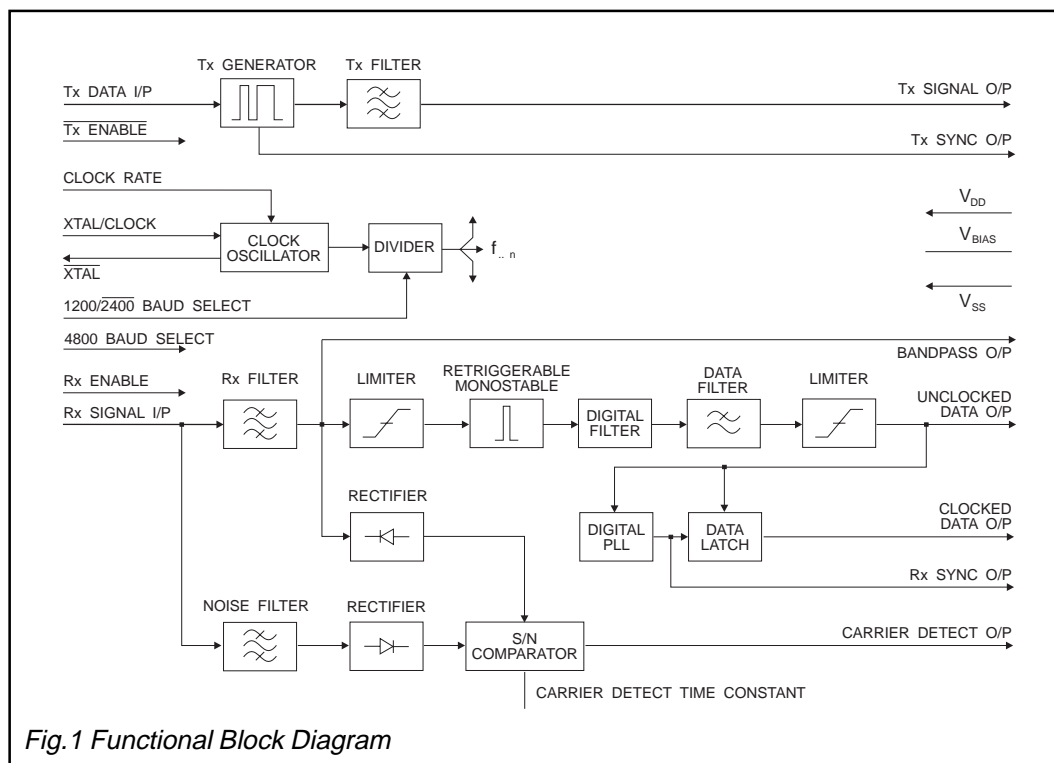 Tx GENERATOR
Tx FILTER
Tx DATA I/P
Tx SIGNAL O/P
Tx ENABLE
Tx SYNC O/P
CLOCK RATE
XTAL/CLOCK
CLOCK
OSCILLATOR
DIVIDER
f.. n
VDD
VBIAS
XTAL
1200/2400 BAUD SELECT
VSS
4800 BAUD SELECT
BANDPASS O/P
Rx ENABLE
Rx FILTER
LIMITER
RETRIGGERABLE
MONOSTABLE
DATA
FILTER
LIMITER
UNCLOCKED
DATA O/P
Rx SIGNAL I/P
DIGITAL
FILTER
RECTIFIER
DIGITAL
PLL
DATA
LATCH
CLOCKED
DATA O/P
Rx SYNC O/P
NOISE FILTER
RECTIFIER
S/N
COMPARATOR
CARRIER DETECT O/P
CARRIER DETECT TIME CONSTANT
Fig.1 Functional Block Diagram